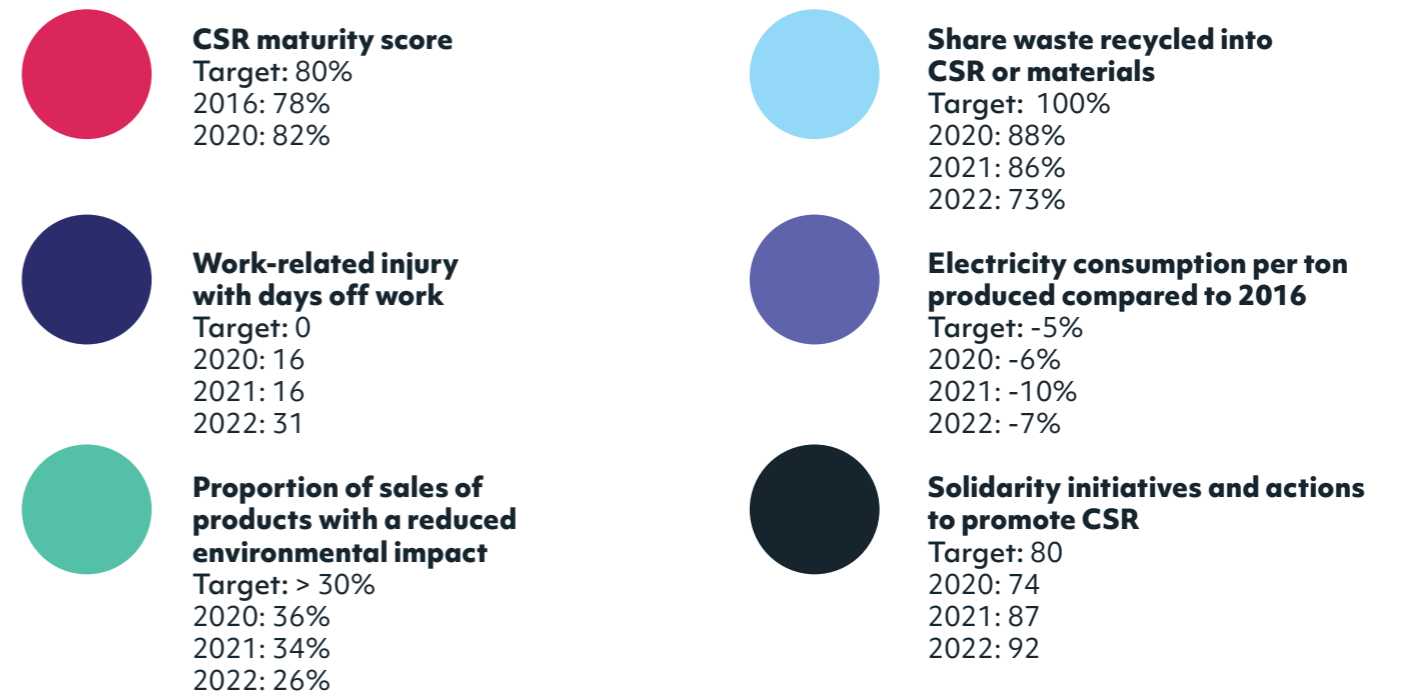 CSR maturity score
Target: 80%
2016: 78%
2020: 82%
Work-related injury
with days off work
Target: 0
2020: 16
2021: 16
2022: 31
Proportion of sales of
products with a reduced
environmental impact
Target: > 30%
2020: 36%
2021: 34%
2022: 26%
Share waste recycled into
CSR or materials
Target: 100%
2020: 88%
2021: 86%
2022: 73%
Electricity consumption per ton
produced compared to 2016
Target: -5%
2020: -6%
2021: -10%
2022: -7%
Solidarity initiatives and actions
to promote CSR
Target: 80
2020: 74
2021: 87
2022: 92